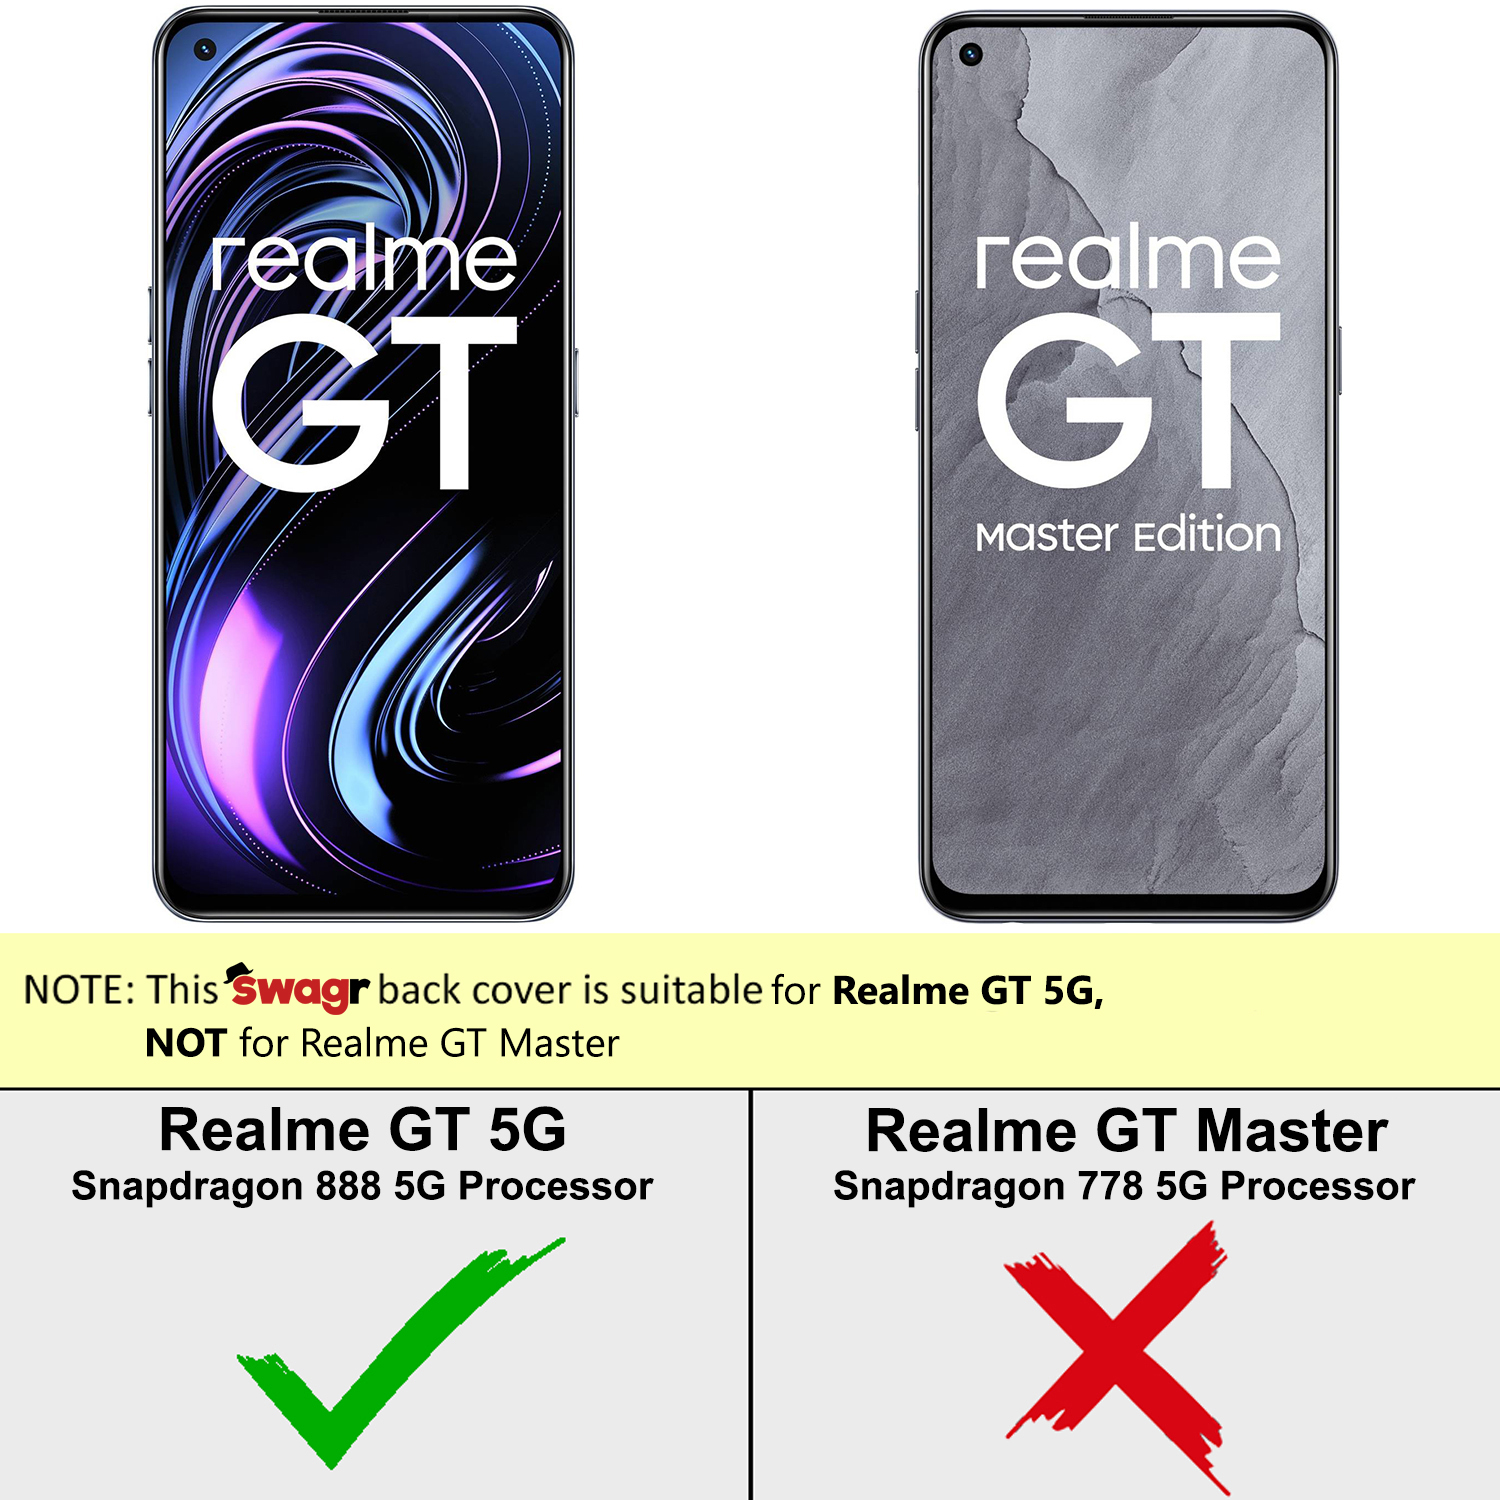 realme
GT
realme
GT
Master Edition
NOTE: This Swagr back cover is suitable for Realme GT 5G,
NOT for Realme GT Master
Realme GT 5G
Snapdragon 888 5G Processor
Realme GT Master
Snapdragon 778 5G Processor